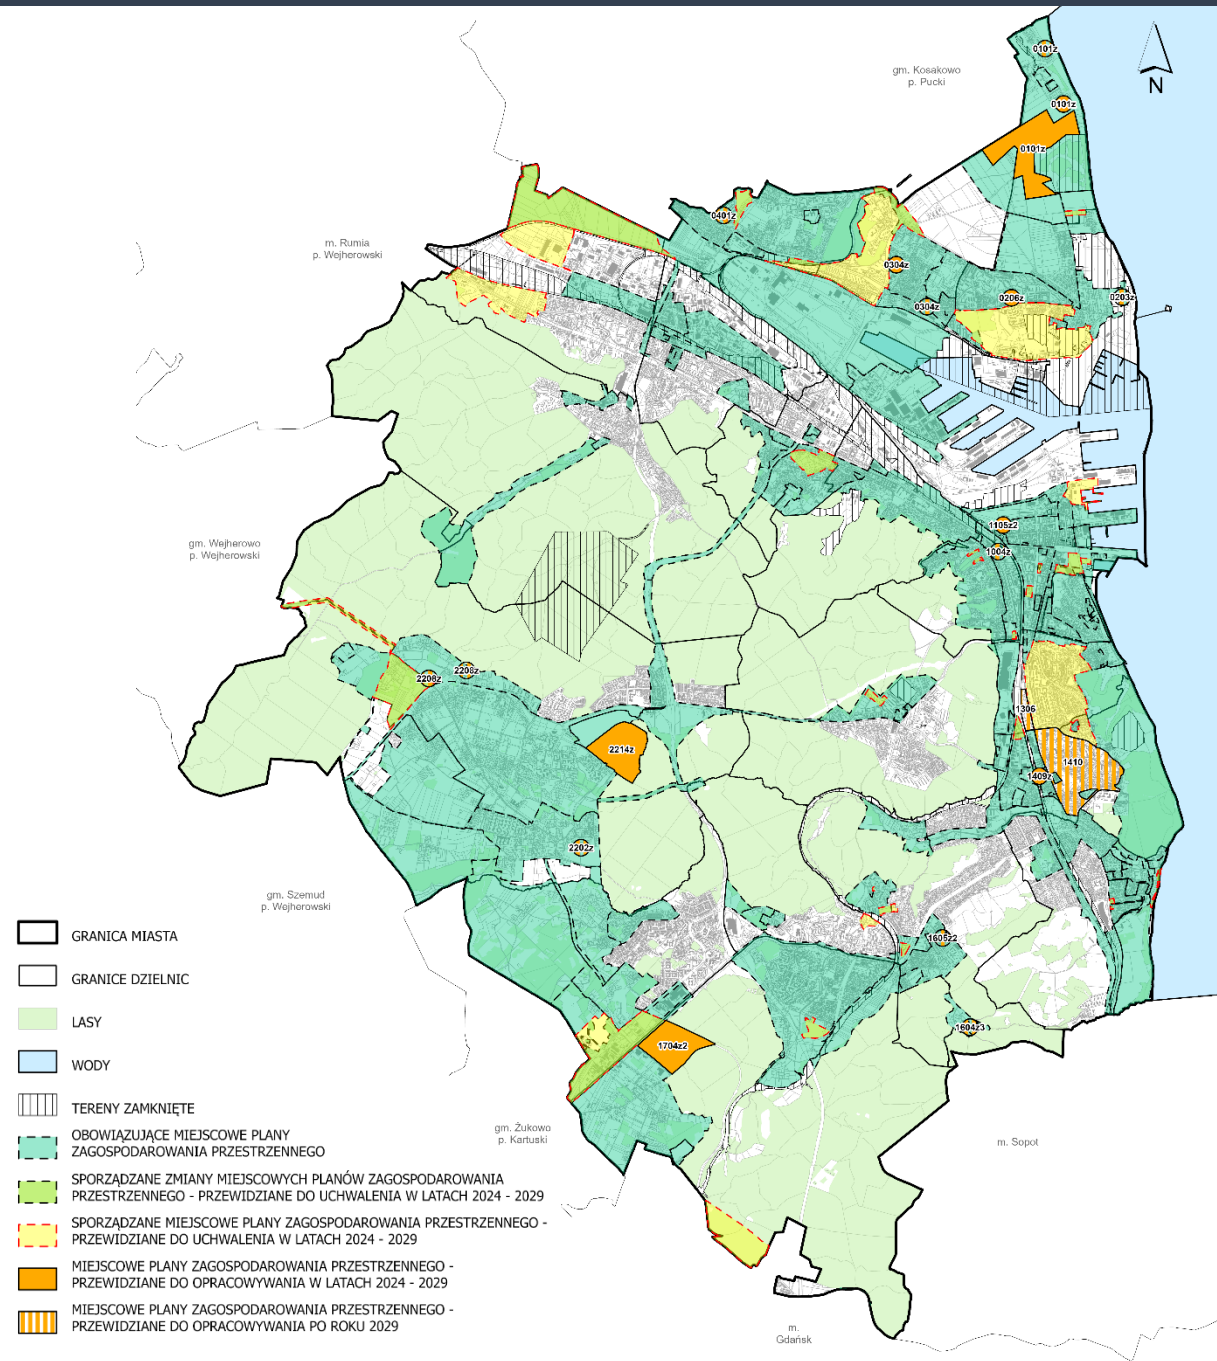 0101z
gm. Kosakowo
p. Pucki
N
0101z
0101z
0401z
m. Rumia
p. Wejherowski
0304z
0206z
0203z
0304z
1105z2
gm. Wejherowo
p. Wejherowski
1004z
2208z
2208z
1306
2214z
1410
1409z
2202z
gm. Szemud
p. Wejherowski
1605z2
1604z3
1704z2
gm. Żukowo
p. Kartuski
m. Sopot
m.
Gdańsk
GRANICA MIASTA
GRANICE DZIELNIC
LASY
WODY
TERENY ZAMKNIĘTE
OBOWIĄZUJĄCE MIEJSCOWE PLANY
ZAGOSPODAROWANIA PRZESTRZENNEGO
SPORZĄDZANE ZMIANY MIEJSCOWYCH PLANÓW ZAGOSPODAROWANIA
PRZESTRZENNEGO - PRZEWIDZIANE DO UCHWALENIA W LATACH 2024 - 2029
SPORZĄDZANE MIEJSCOWE PLANY ZAGOSPODAROWANIA PRZESTRZENNEGO -
PRZEWIDZIANE DO UCHWALENIA W LATACH 2024 - 2029
MIEJSCOWE PLANY ZAGOSPODAROWANIA PRZESTRZENNEGO -
PRZEWIDZIANE DO OPRACOWYWANIA W LATACH 2024 - 2029
MIEJSCOWE PLANY ZAGOSPODAROWANIA PRZESTRZENNEGO -
PRZEWIDZIANE DO OPRACOWYWANIA PO ROKU 2029